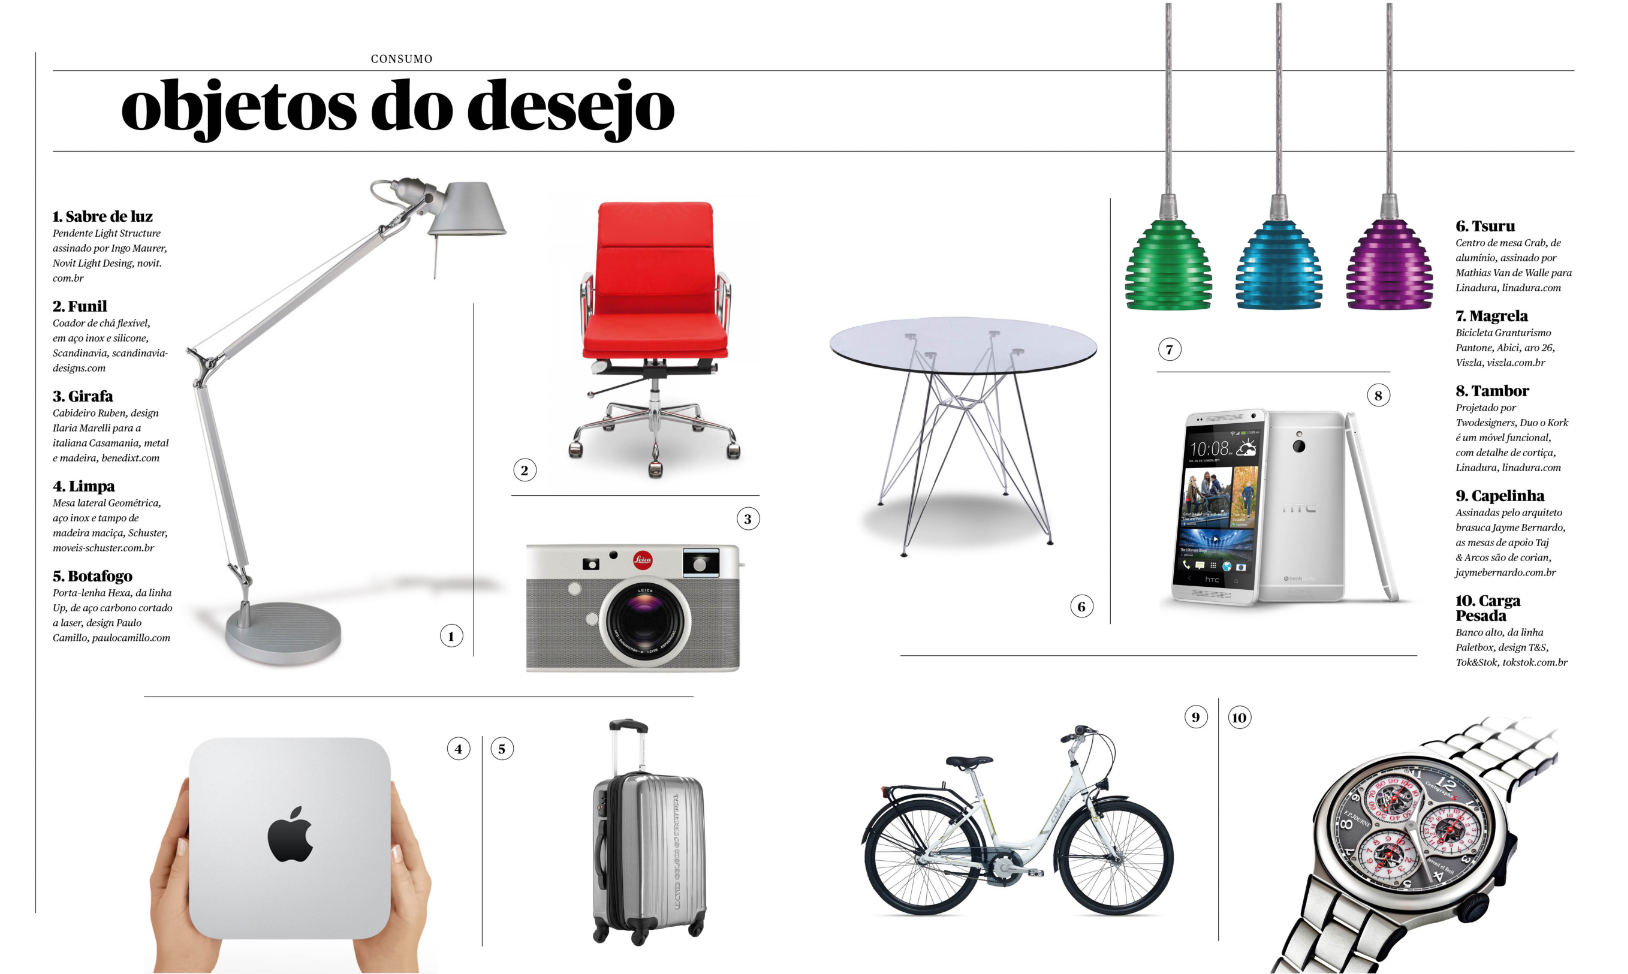 CONSUMO
objetos do desejo
1. Sabre de luz
Pendente Light Structure
assinado por Ingo Maurer,
Novit Light Desing, novit.
com.br
2. Funil
Coador de chá flexível,
em aço inox e silicone,
Scandinavia, scandinavia-
designs.com
3. Girafa
Cabideiro Ruben, design
Ilaria Marelli para a
italiana Casamania, metal
e madeira, benedixt.com
4. Limpa
Mesa lateral Geométrica,
aço inox e tampo de
madeira maciça, Schuster,
moveis-schuster.com.br
5. Botafogo
Porta-lenha Hexa, da linha
Up, de aço carbono cortado
a laser, design Paulo
Camillo, paulocamillo.com
1
2
3
Leica
LEICA
4
5
6
7
8
10:08
hTC
hTC
9
10
12
6. Tsuru
Centro de mesa Crab, de
alumínio, assinado por
Mathias Van de Walle para
Linadura, linadura.com
7. Magrela
Bicicleta Granturismo
Pantone, Abici, aro 26,
Viszla, viszla.com.br
8. Tambor
Projetado por
Twodesigners, Duo o Kork
é um móvel funcional,
com detalhe de cortiça,
Linadura, linadura.com
9. Capelinha
Assinadas pelo arquiteto
brasuca Jayme Bernardo,
as mesas de apoio Taj
& Arcos são de corian,
jaymebernardo.com.br
10. Carga
Pesada
Banco alto, da linha
Paletbox, design T&S,
Tok&Stok, tokstok.com.br